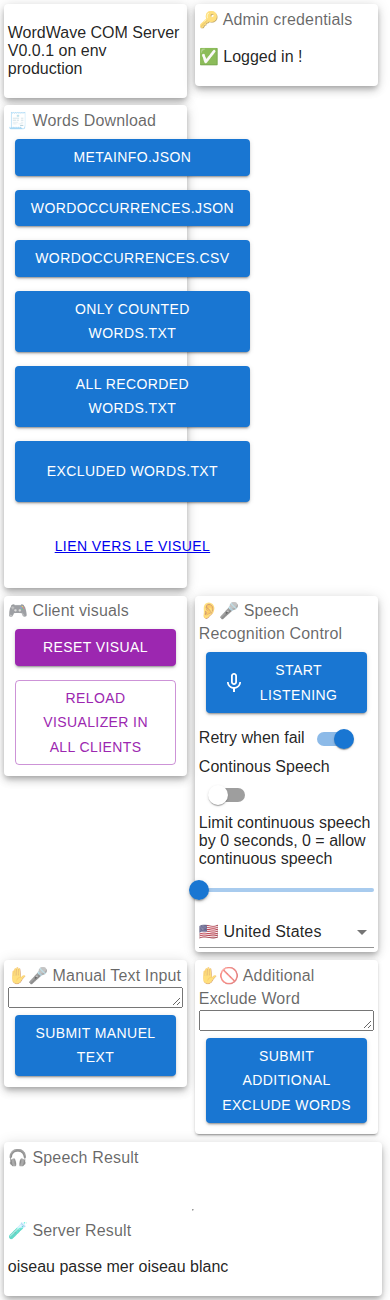 WordWave COM Server
V0.0.1 on env
production
🔑 Admin credentials
✅ Logged in !
🧾 Words Download
METAINFO.JSON
WORDOCCURRENCES.JSON
WORDOCCURRENCES.CSV
ONLY COUNTED
WORDS.TXT
ALL RECORDED
WORDS.TXT
EXCLUDED WORDS.TXT
LIEN VERS LE VISUEL
🎮 Client visuals
RESET VISUAL
RELOAD
VISUALIZER IN
ALL CLIENTS
👂🎤 Speech
Recognition Control
START
LISTENING
Retry when fail
Continous Speech
Limit continuous speech
by 0 seconds, 0 = allow
continuous speech
🇺🇸 United States
✋🎤 Manual Text Input
SUBMIT MANUEL
TEXT
✋🚫 Additional
Exclude Word
SUBMIT
ADDITIONAL
EXCLUDE WORDS
🎧 Speech Result
.
🧪 Server Result
oiseau passe mer oiseau blanc